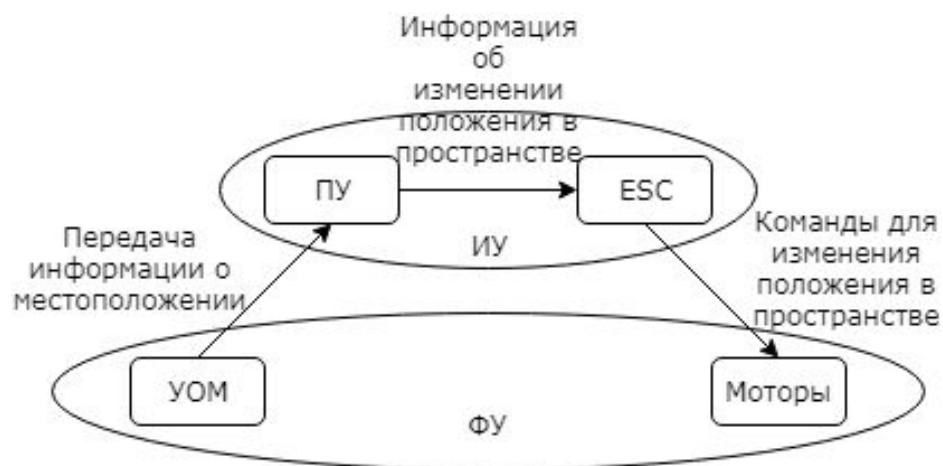 Информация
об
изменении
положения в
пространстве
ПУ
ESC
ИУ
Передача
информации о
местоположении
Команды для
изменения
положения в
пространстве
УОМ
Моторы
ФУ